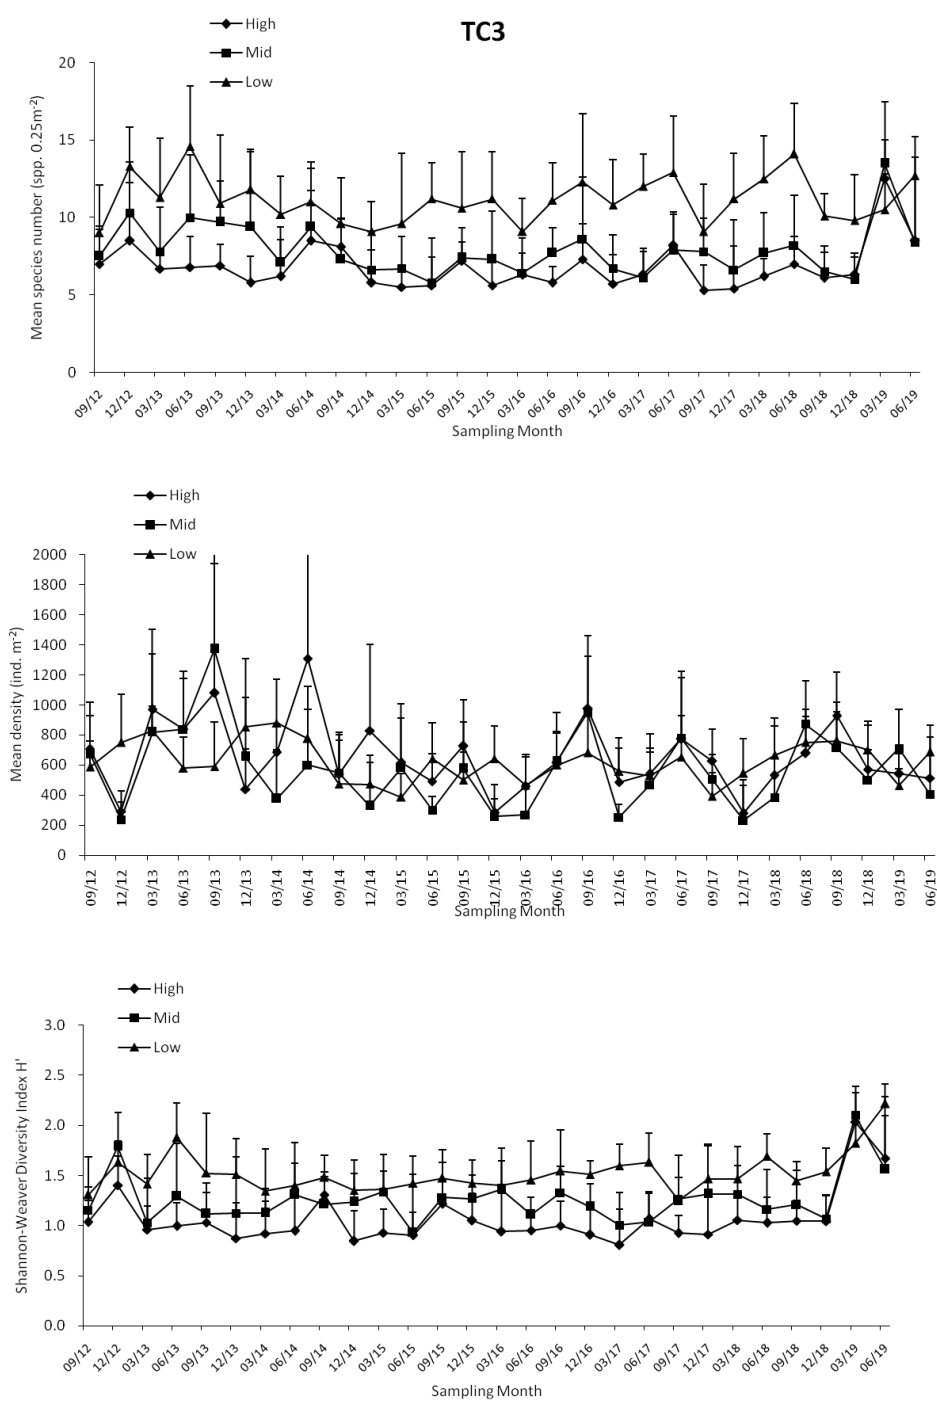 TC3
High
Mid
Low
Mean species number (spp. 0.25m-2)
20
15
10
5
0
09/12 12/12 03/13 06/13 09/13 12/13 03/14 06/14 09/14 12/14 03/15 06/15 09/15 12/15 03/16 06/16 09/16 12/16 03/17 06/17 09/17 12/17 03/18 06/18 09/18 12/18 03/19 06/19
Sampling Month
High
Mid
Low
Mean density (ind. m-2)
2000
1800
1600
1400
1200
1000
800
600
400
200
0
09/12 12/12 03/13 06/13 09/13 12/13 03/14 06/14 09/14 12/14 03/15 06/15 09/15 12/15 03/16 06/16 09/16 12/16 03/17 06/17 09/17 12/17 03/18 06/18 09/18 12/18 03/19 06/19
Sampling Month
High
Mid
Low
Shannon-Weaver Diversity Index H'
3.0
2.5
2.0
1.5
1.0
0.5
0.0
09/12 12/12 03/13 06/13 09/13 12/13 03/14 06/14 09/14 12/14 03/15 06/15 09/15 12/15 03/16 06/16 09/16 12/16 03/17 06/17 09/17 12/17 03/18 06/18 09/18 12/18 03/19 06/19
Sampling Month